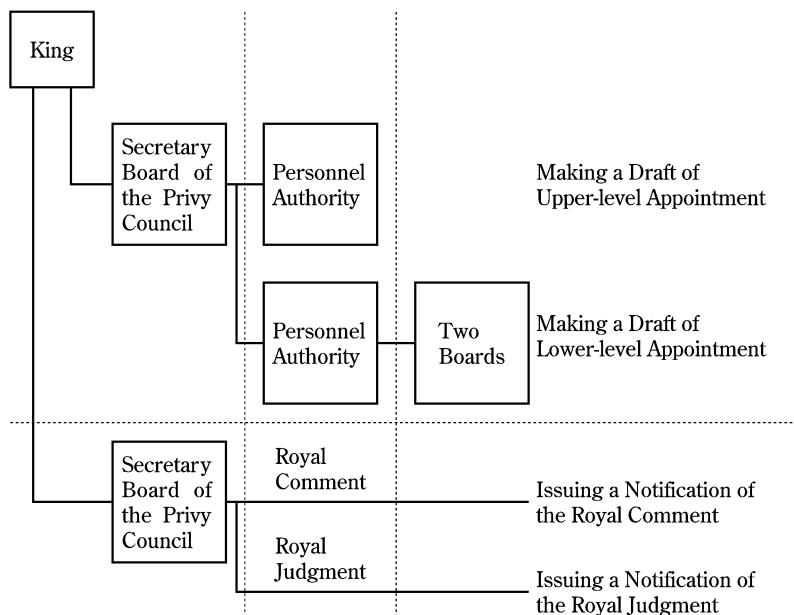 King
Secretary
Board of
the Privy
Council
Personnel
Authority
Making a Draft of
Upper-level Appointment
Personnel
Authority
Two
Boards
Making a Draft of
Lower-level Appointment
Secretary
Board of
the Privy
Council
Royal
Comment
Issuing a Notification of
the Royal Comment
Royal
Judgment
Issuing a Notification of
the Royal Judgment